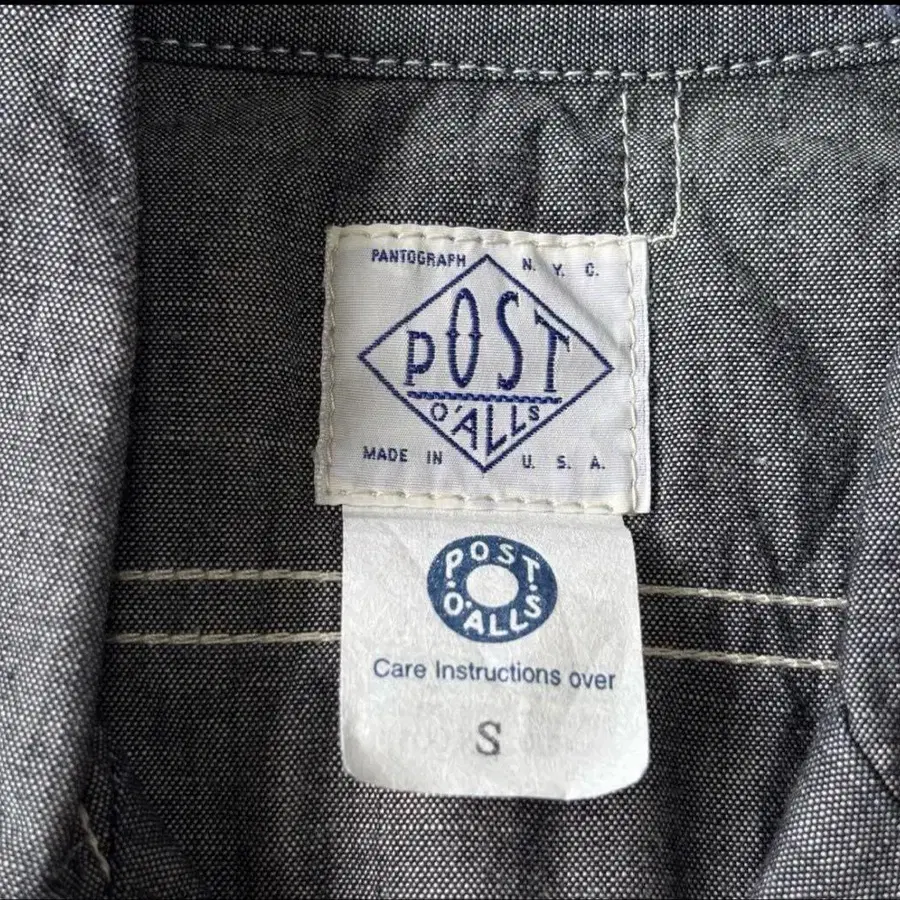 PANTOGRAPH N. Y. C.
POST
O'ALLS
MADE IN U. S. A.
POST
O'ALLS
Care Instructions over
S